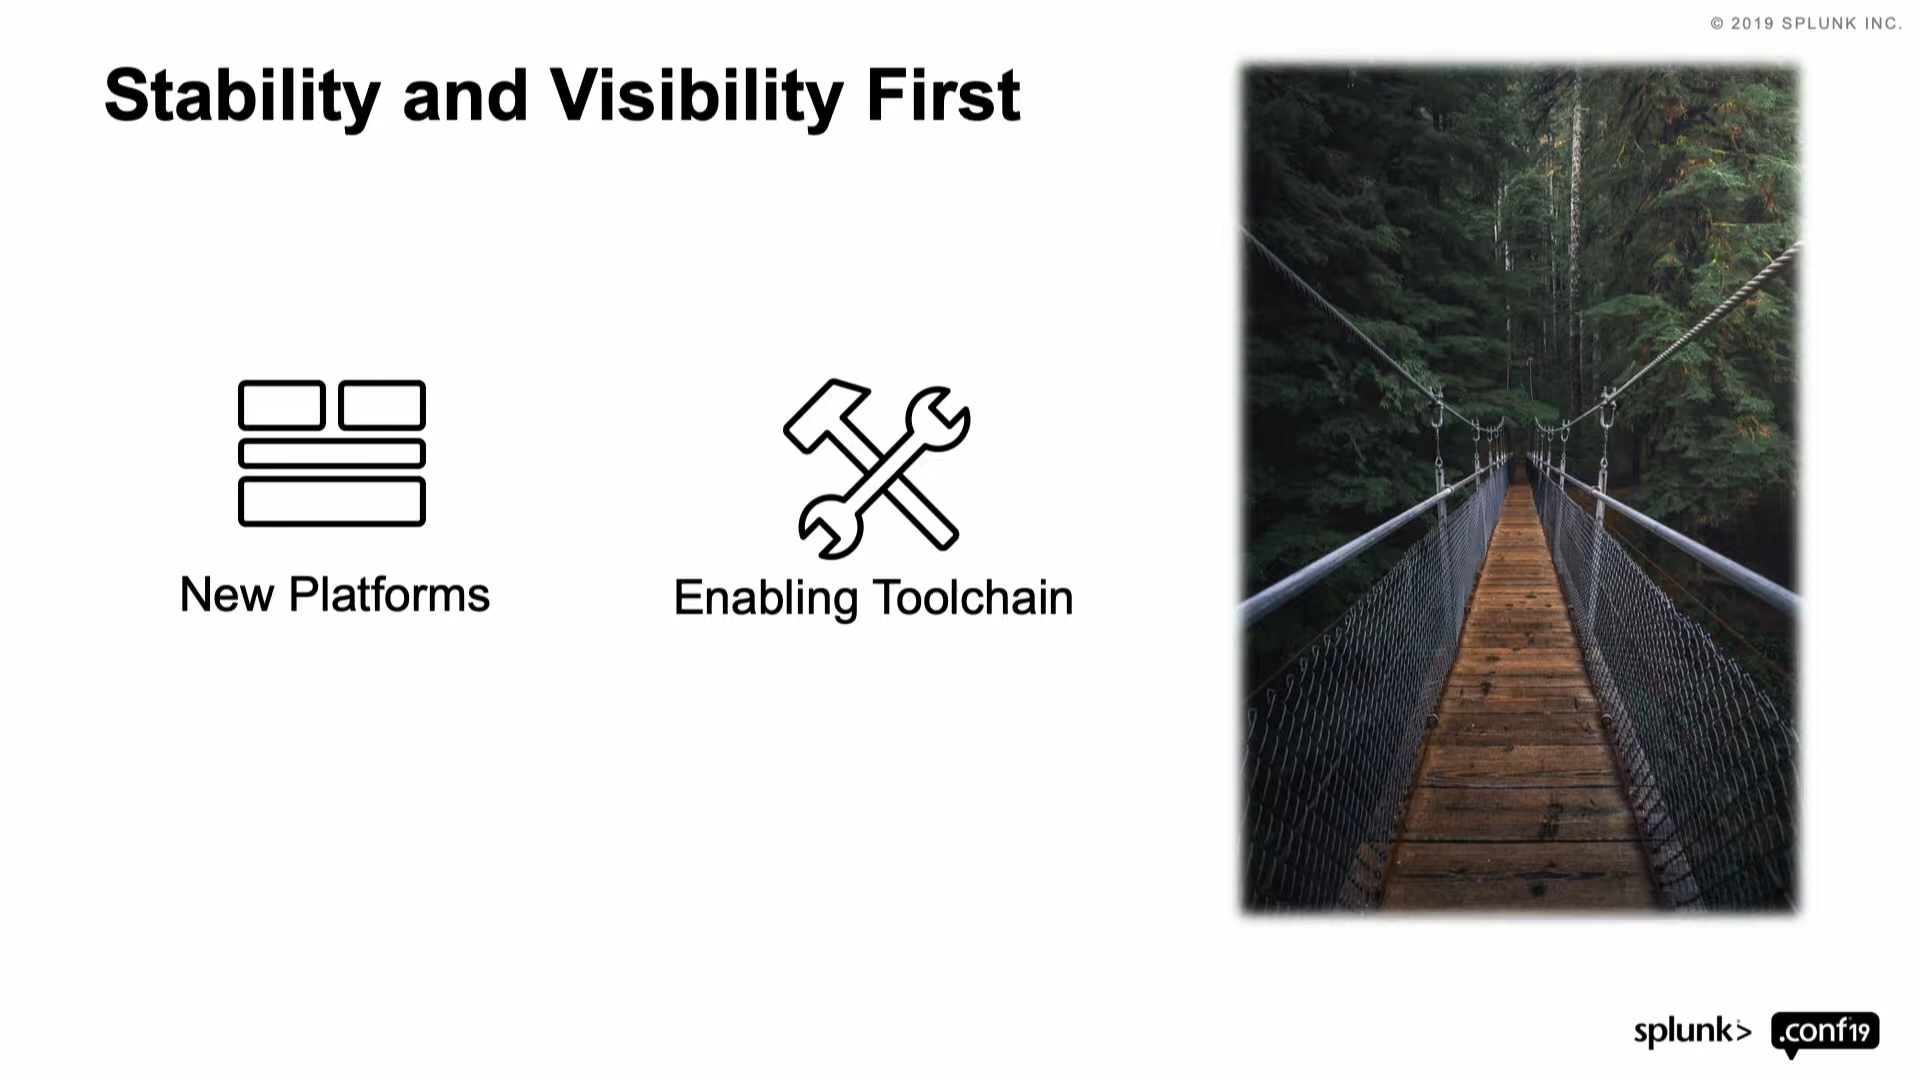 © 2019 SPLUNK INC.
Stability and Visibility First
New Platforms
Enabling Toolchain
splunk>
.conf19